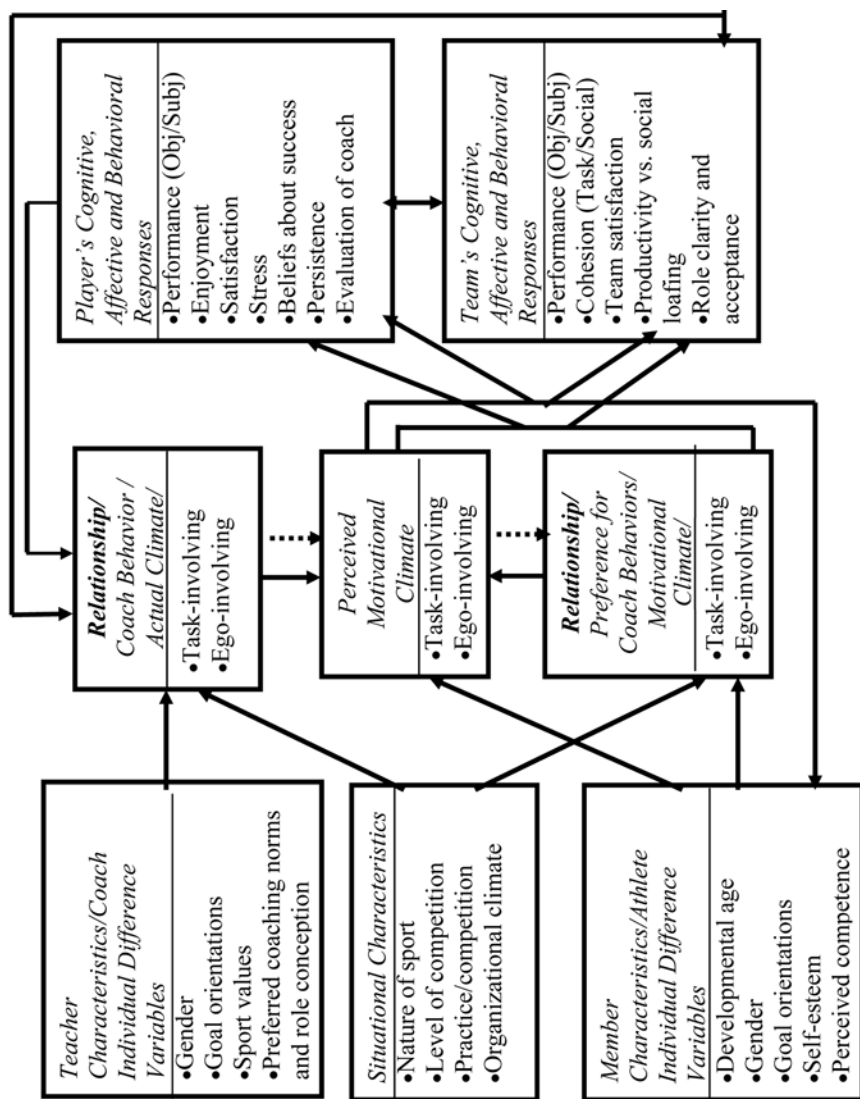 Teacher
Characteristics/Coach
Individual Difference
Variables
•Gender
•Goal orientations
•Sport values
•Preferred coaching norms
and role conception
Situational Characteristics
•Nature of sport
•Level of competition
•Practice/competition
•Organizational climate
Member
Characteristics/Athlete
Individual Difference
Variables
•Developmental age
•Gender
•Goal orientations
•Self-esteem
•Perceived competence
Relationship/
Coach Behavior /
Actual Climate/
•Task-involving
•Ego-involving
Perceived
Motivational
Climate
•Task-involving
•Ego-involving
Relationship/
Preference for
Coach Behaviors/
Motivational
Climate/
•Task-involving
•Ego-involving
Player's Cognitive,
Affective and Behavioral
Responses
•Performance (Obj/Subj)
•Enjoyment
•Satisfaction
•Stress
•Beliefs about success
•Persistence
•Evaluation of coach
Team's Cognitive,
Affective and Behavioral
Responses
•Performance (Obj/Subj)
•Cohesion (Task/Social)
•Team satisfaction
•Productivity vs. social
loafing
•Role clarity and
acceptance